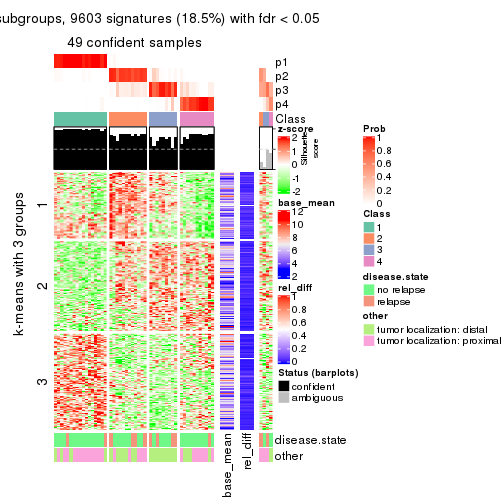 subgroups, 9603 signatures (18.5%) with fdr < 0.05
49 confident samples
p1
p2
p3
p4
Class
z-score
2
1
0
-1
-2
Silhouette
score
base_mean
12
10
8
6
4
2
rel_diff
1
0.8
0.6
0.4
0.2
0
Status (barplots)
confident
ambiguous
Prob
1
0.8
0.6
0.4
0.2
0
Class
1
2
3
4
disease.state
no relapse
relapse
other
tumor localization: distal
tumor localization: proximal
k-means with 3 groups
1
2
3
disease.state
other
base_mean
rel_diff